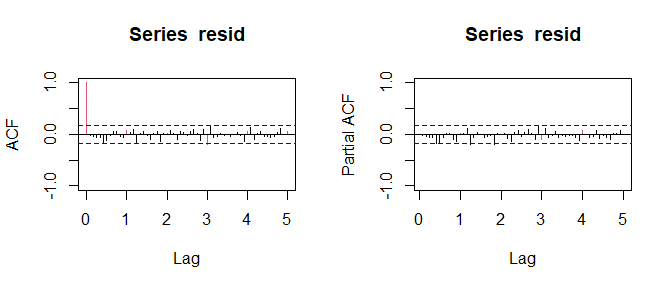 Series resid
ACF
1.0
0.0
-1.0
0 1 2 3 4 5
Lag
Series resid
Partial ACF
1.0
0.0
-1.0
0 1 2 3 4 5
Lag